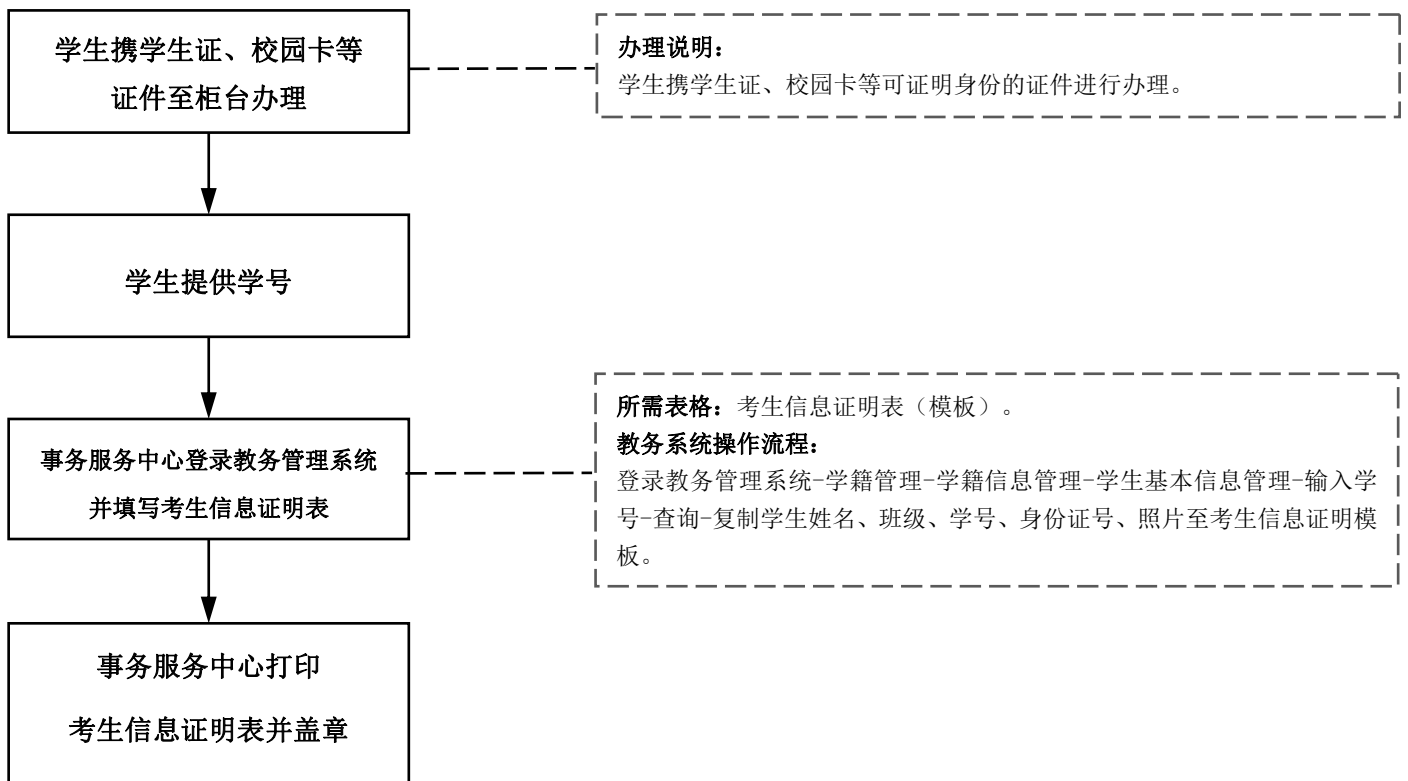 学生携学生证、校园卡等
证件至柜台办理
办理说明：
学生携学生证、校园卡等可证明身份的证件进行办理。
学生提供学号
事务服务中心登录教务管理系统
并填写考生信息证明表
所需表格：考生信息证明表（模板）。
教务系统操作流程：
登录教务管理系统-学籍管理-学籍信息管理-学生基本信息管理-输入学
号-查询-复制学生姓名、班级、学号、身份证号、照片至考生信息证明模
板。
事务服务中心打印
考生信息证明表并盖章